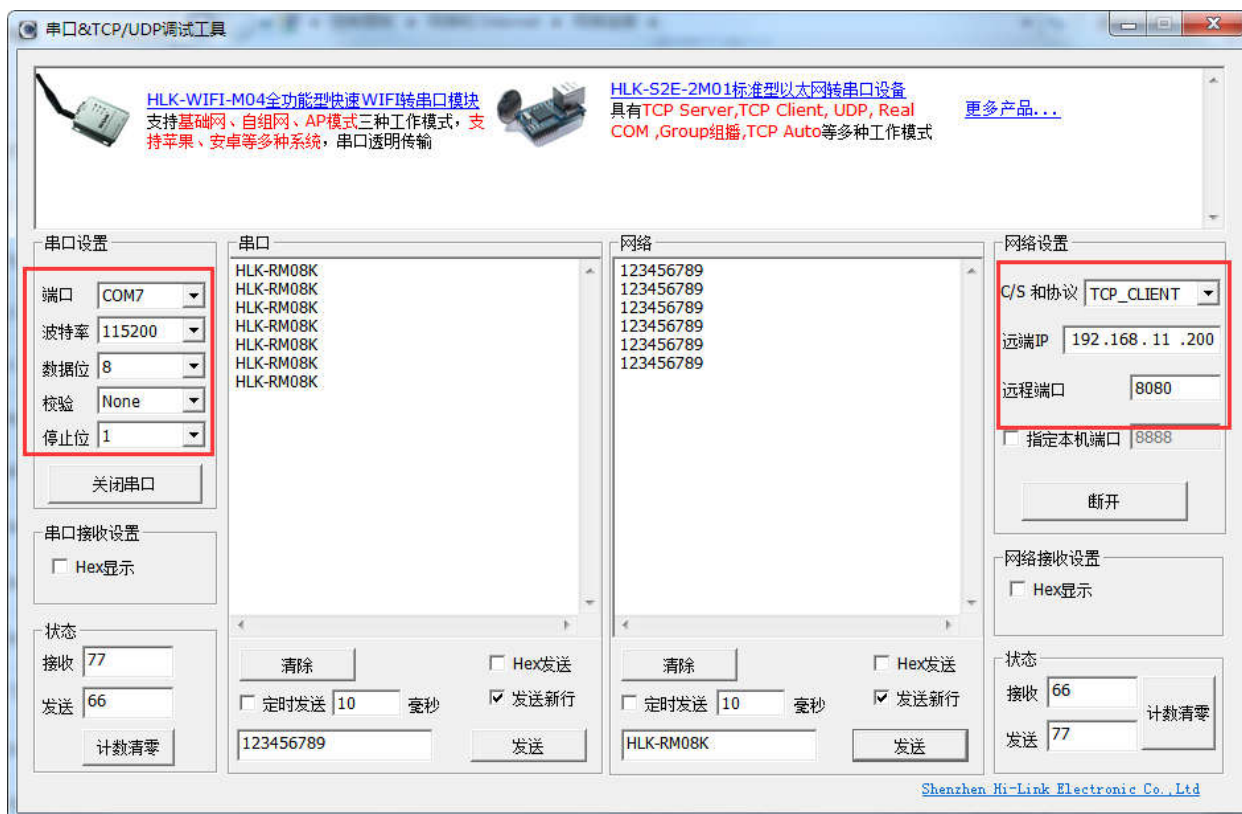 串口&TCP/UDP调试工具
HLK-WIFI-M04全功能型快速WIFI转串口模块
支持基础网、自组网、AP模式三种工作模式，支
持苹果、安卓等多种系统，串口透明传输
HLK-S2E-2M01标准型以太网转串口设备
具有TCP Server,TCP Client, UDP, Real
COM ,Group组播,TCP Auto等多种工作模式
更多产品...
串口设置
端口 COM7
波特率 115200
数据位 8
校验 None
停止位 1
关闭串口
串口接收设置
Hex显示
状态
接收 77
发送 66
计数清零
串口
HLK-RM08K
HLK-RM08K
HLK-RM08K
HLK-RM08K
HLK-RM08K
HLK-RM08K
HLK-RM08K
清除
Hex发送
定时发送 10 毫秒
发送新行
123456789
发送
网络
123456789
123456789
123456789
123456789
123456789
123456789
清除
Hex发送
定时发送 10 毫秒
发送新行
HLK-RM08K
发送
网络设置
C/S 和协议 TCP_CLIENT
远端IP 192.168.11.200
远程端口 8080
指定本机端口 8888
断开
网络接收设置
Hex显示
状态
接收 66
发送 77
计数清零
Shenzhen Hi-Link Electronic Co.,Ltd